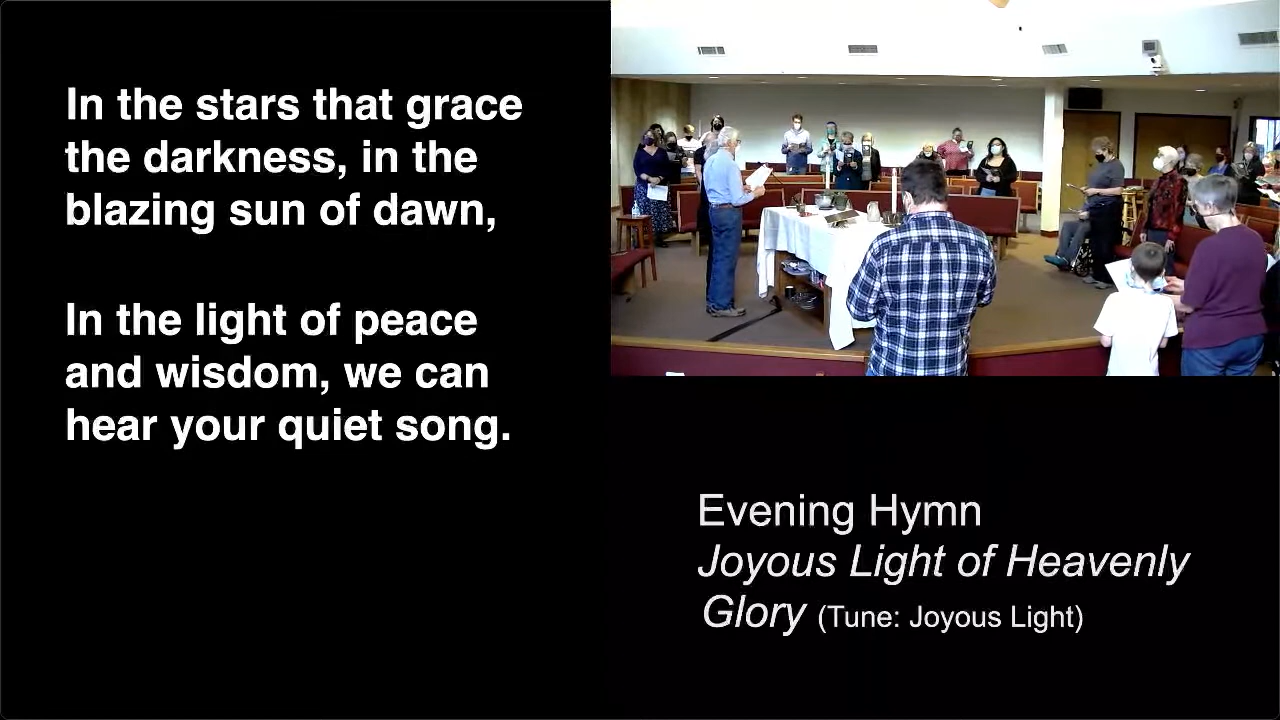 In the stars that grace
the darkness, in the
blazing sun of dawn,
In the light of peace
and wisdom, we can
hear your quiet song.
Evening Hymn
Joyous Light of Heavenly
Glory (Tune: Joyous Light)